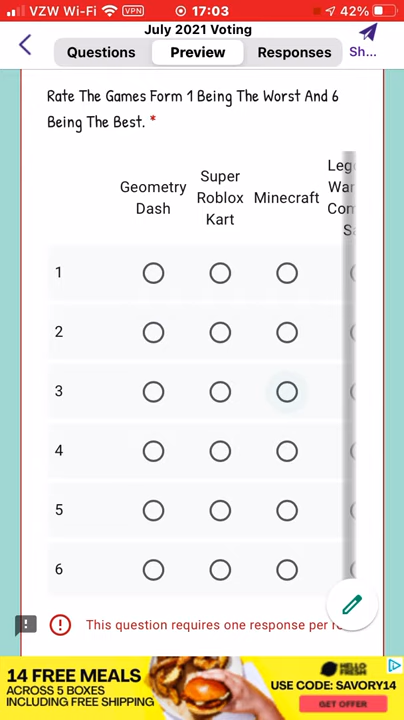 VZW Wi-Fi VPN 17:03 42%
July 2021 Voting
Questions Preview Responses Sh...
Rate The Games Form 1 Being The Worst And 6
Being The Best. *
Geometry Dash
Super Roblox Kart
Minecraft
1
2
3
4
5
6
This question requires one response per
14 FREE MEALS
ACROSS 5 BOXES
INCLUDING FREE SHIPPING
HELLO FRESH
USE CODE: SAVORY14
GET OFFER